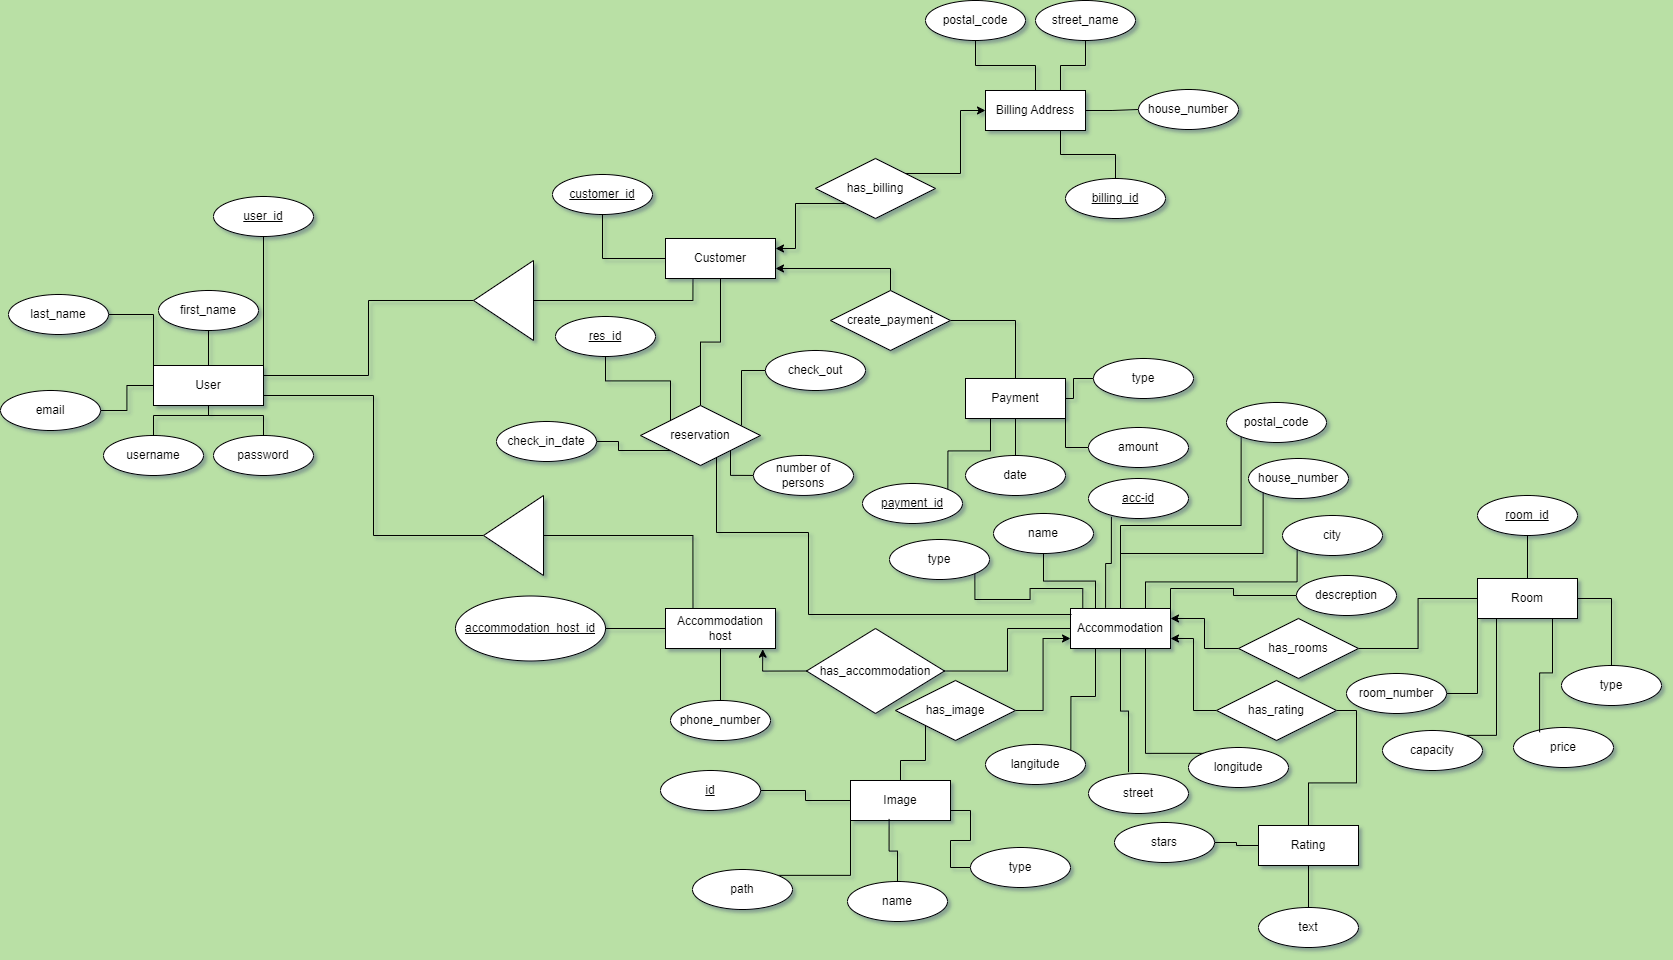 postal_code
street_name
Billing Address
house_number
has_billing
customer_id
billing_id
user_id
Customer
last_name
first_name
res_id
create_payment
check_out
type
User
Payment
email
postal_code
reservation
check_in_date
amount
username
password
number of
persons
date
house_number
payment_id
acc-id
room_id
name
city
type
descreption
Room
accommodation_host_id
Accommodation
host
Accommodation
has_rooms
has_accommodation
room_number
type
has_image
has_rating
phone_number
capacity
price
langitude
longitude
id
Image
street
stars
Rating
type
path
name
text